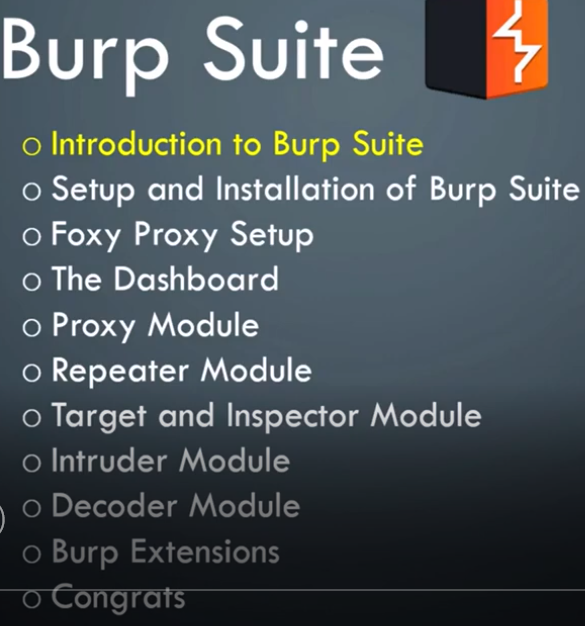 Burp Suite
Introduction to Burp Suite
Setup and Installation of Burp Suite
Foxy Proxy Setup
The Dashboard
Proxy Module
Repeater Module
Target and Inspector Module
Intruder Module
Decoder Module
Burp Extensions
Congrats